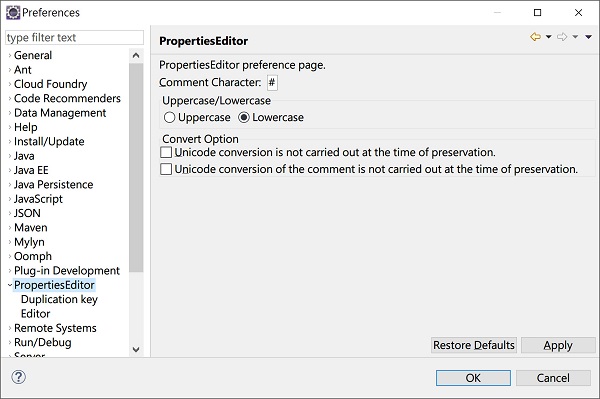 Preferences
type filter text
General
Ant
Cloud Foundry
Code Recommenders
Data Management
Help
Install/Update
Java
Java EE
Java Persistence
JavaScript
JSON
Maven
Mylyn
Oomph
Plug-in Development
PropertiesEditor
Duplication key
Editor
Remote Systems
Run/Debug
Server
PropertiesEditor
PropertiesEditor preference page.
Comment Character: #
Uppercase/Lowercase
Uppercase Lowercase
Convert Option
Unicode conversion is not carried out at the time of preservation.
Unicode conversion of the comment is not carried out at the time of preservation.
Restore Defaults Apply
OK Cancel